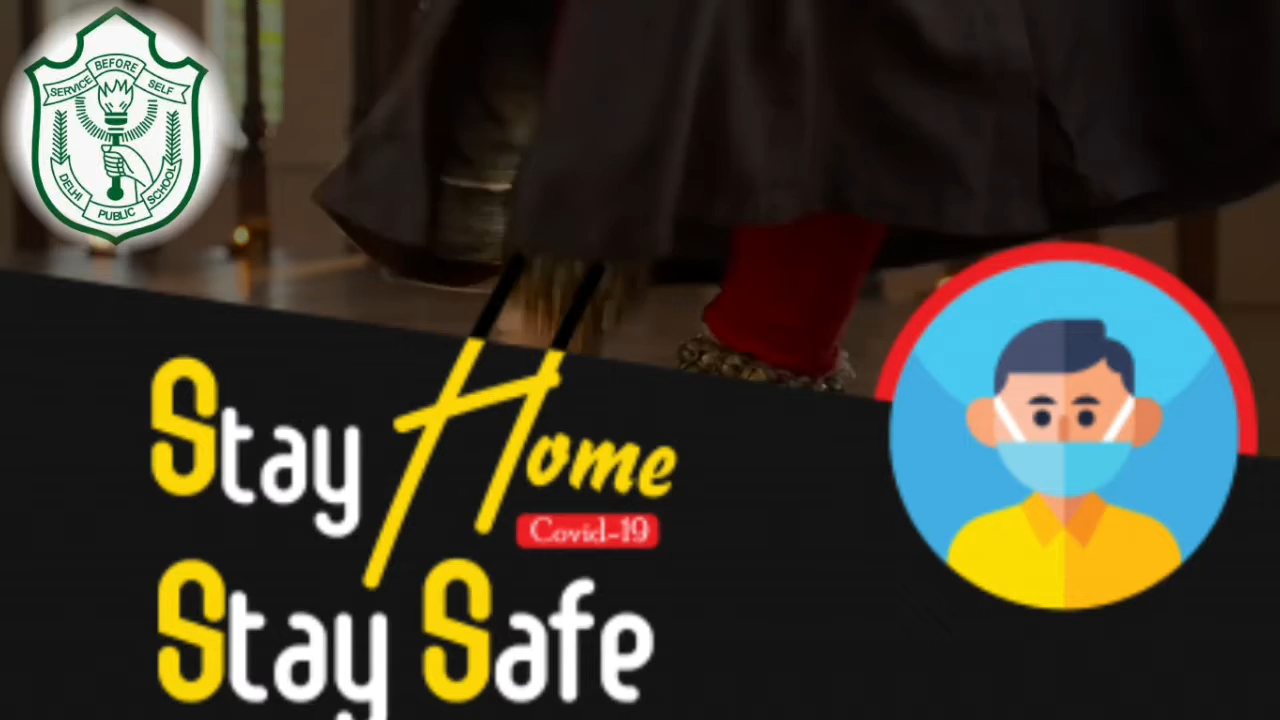 SERVICE BEFORE SELF
DELHI PUBLIC SCHOOL
Stay Home
Covid-19
Stay Safe